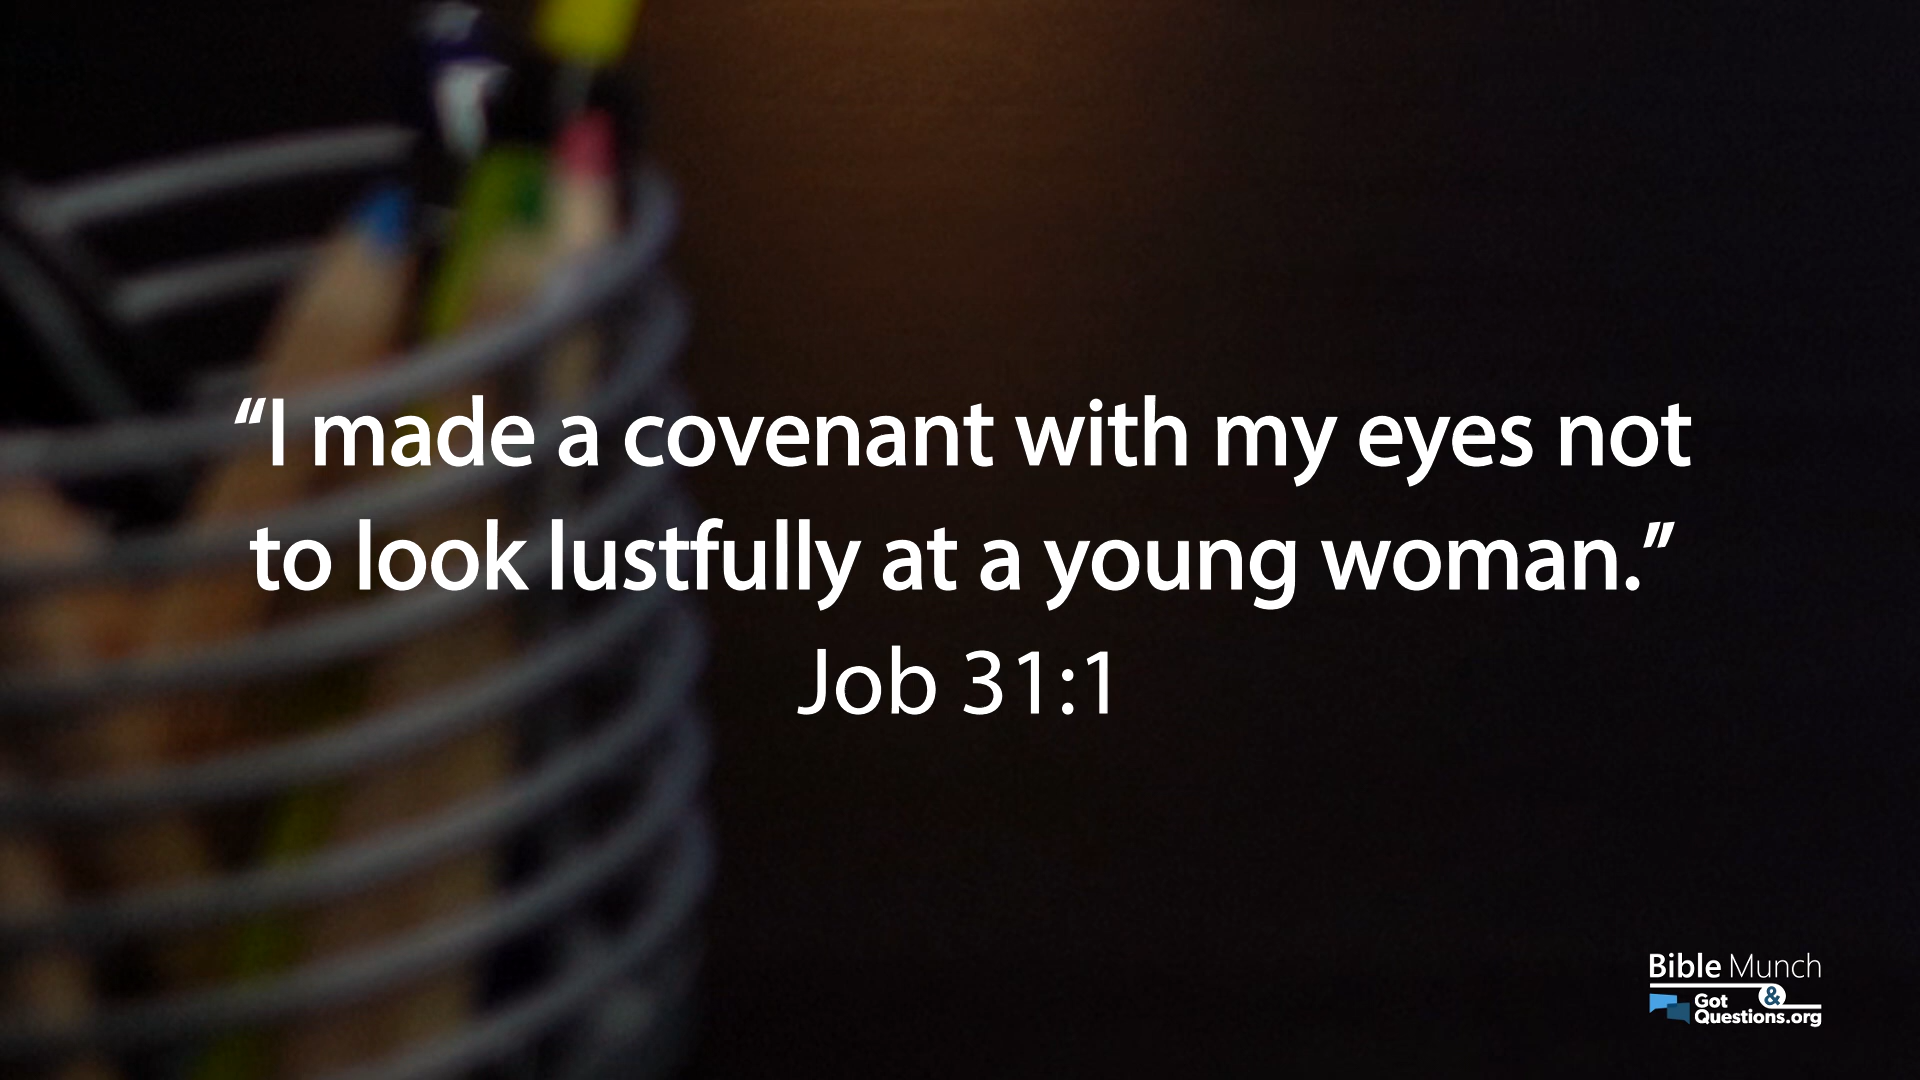 “I made a covenant with my eyes not
to look lustfully at a young woman.”
Job 31:1
Bible Munch
&
Got
Questions.org